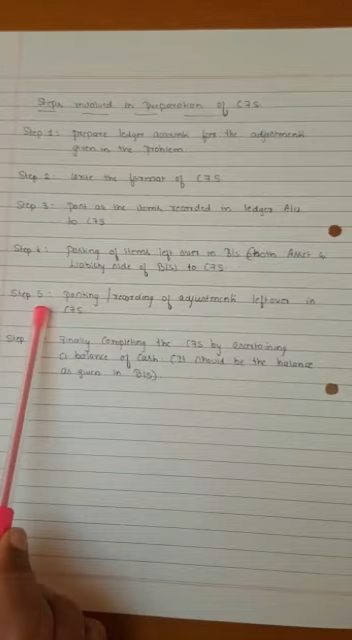 Steps involved in preparation of CFS
Step 1: prepare ledger accounts for the adjustments
given in the problem
Step 2: write the format of CFS
Step 3: post all the items recorded in ledger A/c
to CFS
Step 4: posting of items left over in B/s (both Asset &
Liability side of B/s) to CFS
Step 5: posting / recording of adjustments left over in
CFS
Step Finally completing the CFS by ascertaining
a balance of cash (It should be the balance
as given in B/s)